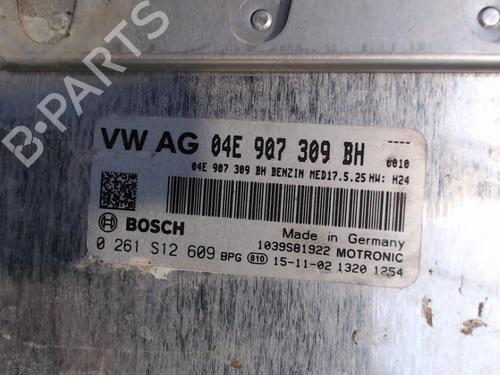 B-PARTS
VW AG 04E 907 309 BH
0010
04E 907 309 BH BENZIN MED17.5.25 HW: H24
BOSCH
Made in Germany
1039S81922 MOTRONIC
0 261 S12 609 BPG 810 15-11-02 1320 1254